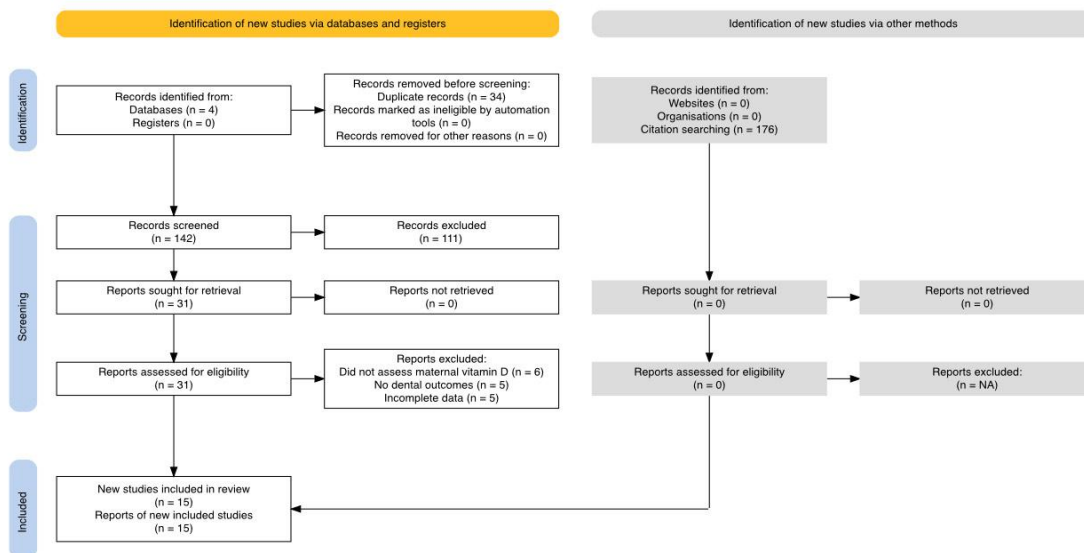 Identification of new studies via databases and registers
Identification of new studies via other methods
Identification
Records identified from:
Databases (n = 4)
Registers (n = 0)
Records removed before screening:
Duplicate records (n = 34)
Records marked as ineligible by automation
tools (n = 0)
Records removed for other reasons (n = 0)
Records identified from:
Websites (n = 0)
Organisations (n = 0)
Citation searching (n = 176)
Screening
Records screened
(n = 142)
Records excluded
(n = 111)
Reports sought for retrieval
(n = 31)
Reports not retrieved
(n = 0)
Reports sought for retrieval
(n = 0)
Reports not retrieved
(n = 0)
Reports assessed for eligibility
(n = 31)
Reports excluded:
Did not assess maternal vitamin D (n = 6)
No dental outcomes (n = 5)
Incomplete data (n = 5)
Reports assessed for eligibility
(n = 0)
Reports excluded:
(n = NA)
Included
New studies included in review
(n = 15)
Reports of new included studies
(n = 15)